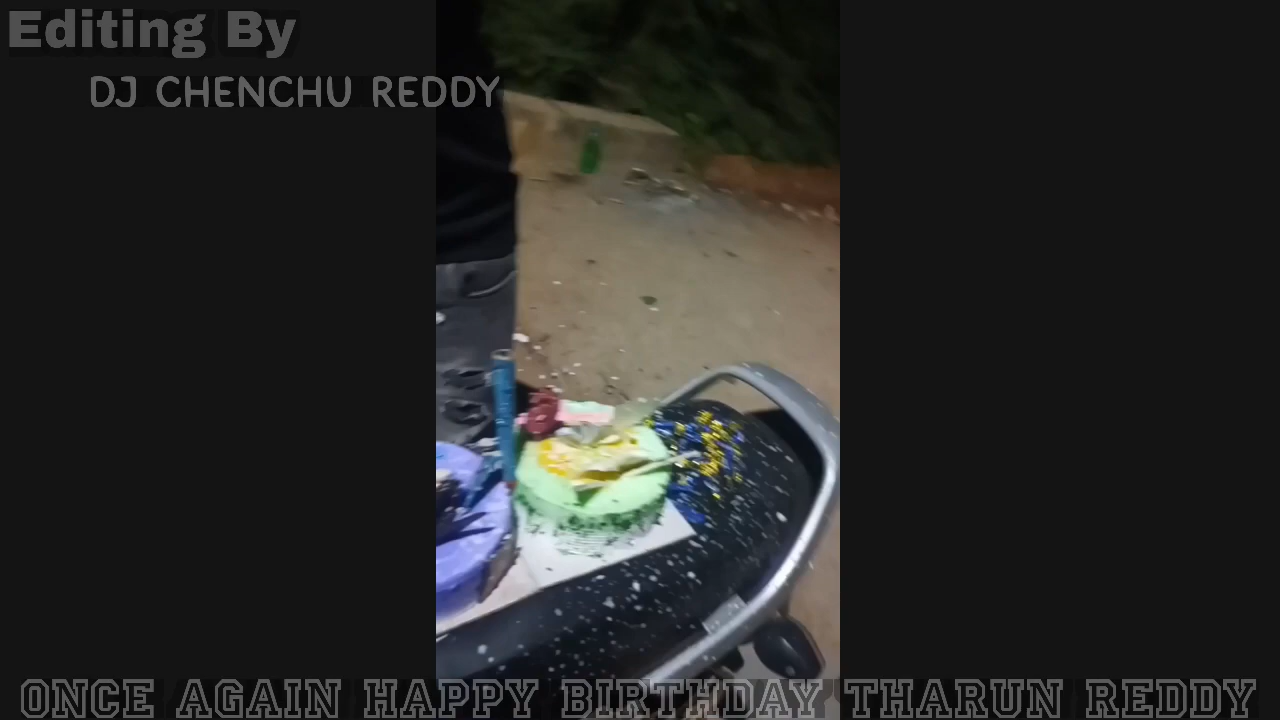 Editing By
DJ CHENCHU REDDY
ONCE AGAIN HAPPY BIRTHDAY THARUN REDDY